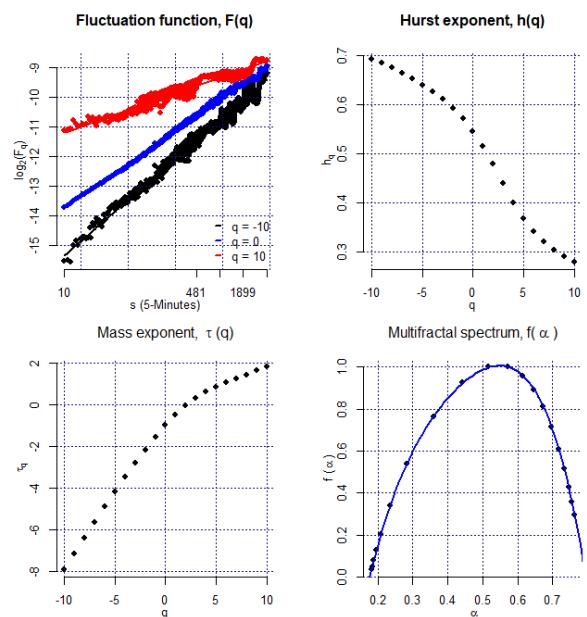 Fluctuation function, F(q)
log2(Fq)
-9
-10
-11
-12
-13
-14
-15
q = -10
q = 0
q = 10
10 481 1899
s (5-Minutes)
Hurst exponent, h(q)
hq
0.7
0.6
0.5
0.4
0.3
-10 -5 0 5 10
q
Mass exponent, τ (q)
τq
2
0
-2
-4
-6
-8
-10 -5 0 5 10
q
Multifractal spectrum, f( α )
f (α)
1.0
0.8
0.6
0.4
0.2
0.0
0.2 0.3 0.4 0.5 0.6 0.7
α